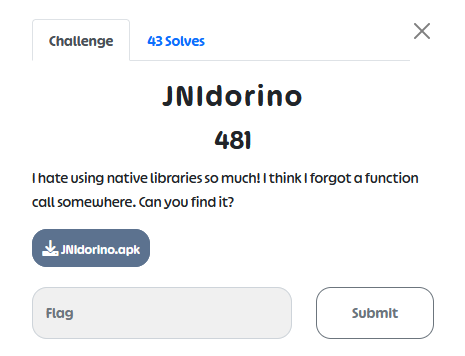 Challenge
43 Solves
JNIdorino
481
I hate using native libraries so much! I think I forgot a function
call somewhere. Can you find it?
JNIdorino.apk
Flag
Submit